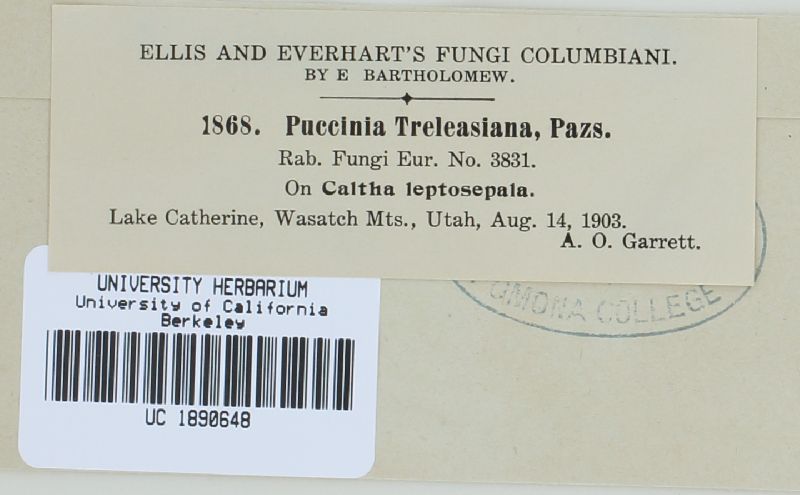 ELLIS AND EVERHART'S FUNGI COLUMBIANI.
BY E BARTHOLOMEW.
1868. Puccinia Treleasiana, Pazs.
Rab. Fungi Eur. No. 3831.
On Caltha leptosepala.
Lake Catherine, Wasatch Mts., Utah, Aug. 14, 1903.
A. O. Garrett.
POMONA COLLEGE
UNIVERSITY HERBARIUM
University of California
Berkeley
UC 1890648